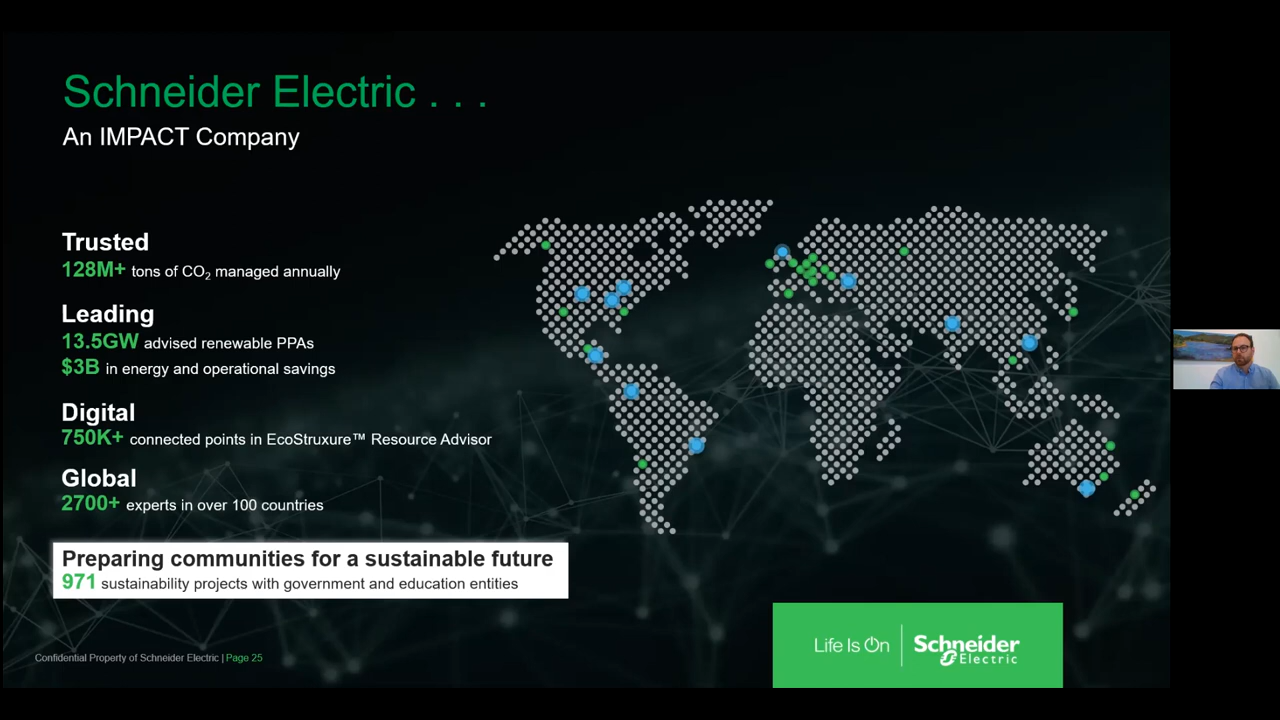 Schneider Electric . . .
An IMPACT Company
Trusted
128M+ tons of CO₂ managed annually
Leading
13.5GW advised renewable PPAs
$3B in energy and operational savings
Digital
750K+ connected points in EcoStruxure™ Resource Advisor
Global
2700+ experts in over 100 countries
Preparing communities for a sustainable future
971 sustainability projects with government and education entities
Confidential Property of Schneider Electric | Page 25
Life Is On | Schneider Electric